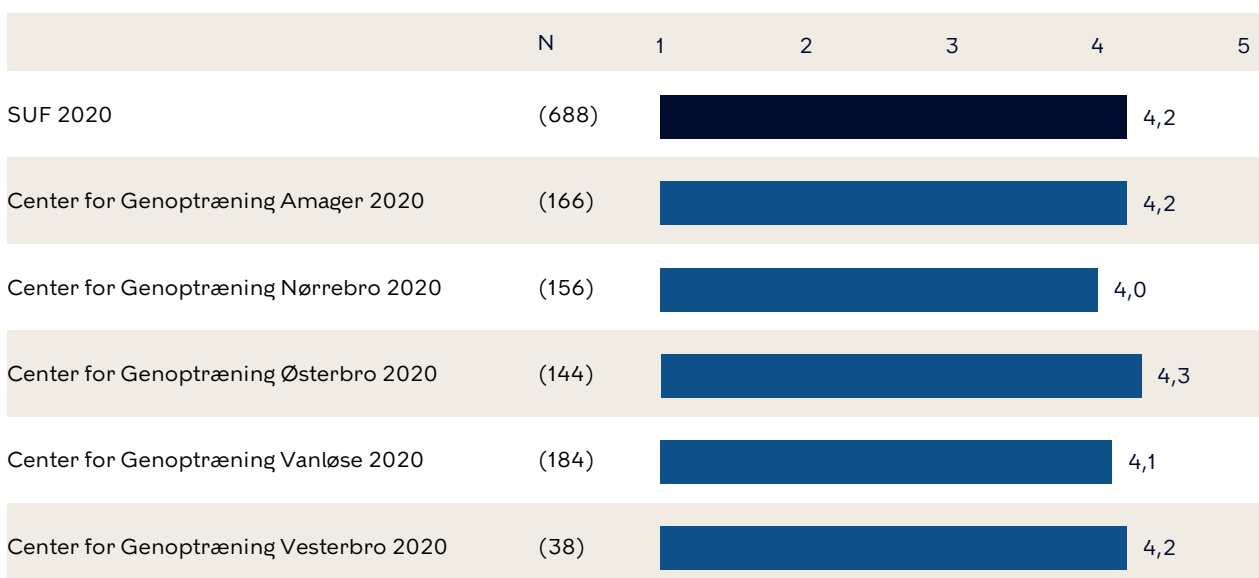 N 1 2 3 4 5
SUF 2020 (688) 4,2
Center for Genoptræning Amager 2020 (166) 4,2
Center for Genoptræning Nørrebro 2020 (156) 4,0
Center for Genoptræning Østerbro 2020 (144) 4,3
Center for Genoptræning Vanløse 2020 (184) 4,1
Center for Genoptræning Vesterbro 2020 (38) 4,2